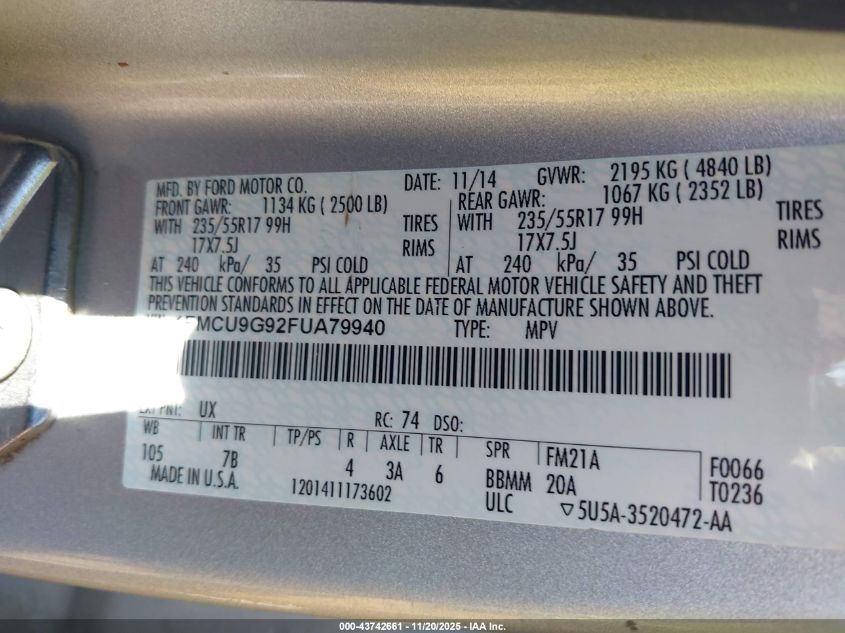 MFD. BY FORD MOTOR CO. DATE: 11/14 GVWR: 2195 KG ( 4840 LB)
FRONT GAWR: 1134 KG ( 2500 LB) REAR GAWR: 1067 KG ( 2352 LB)
WITH 235/55R17 99H TIRES WITH 235/55R17 99H TIRES
17X7.5J RIMS 17X7.5J RIMS
AT 240 kPa/ 35 PSI COLD AT 240 kPa/ 35 PSI COLD
THIS VEHICLE CONFORMS TO ALL APPLICABLE FEDERAL MOTOR VEHICLE SAFETY AND THEFT
PREVENTION STANDARDS IN EFFECT ON THE DATE OF MANUFACTURE SHOWN ABOVE.
FMCU9G92FUA79940 TYPE: MPV
EXT PNT: UX RC: 74 DSO:
WB INT TR TP/PS R AXLE TR SPR FM21A F0066
105 7B 4 3A 6 BBMM 20A T0236
MADE IN U.S.A. 1201411173602 ULC ▽5U5A-3520472-AA
000-43742661 - 11/20/2025 - IAA Inc.